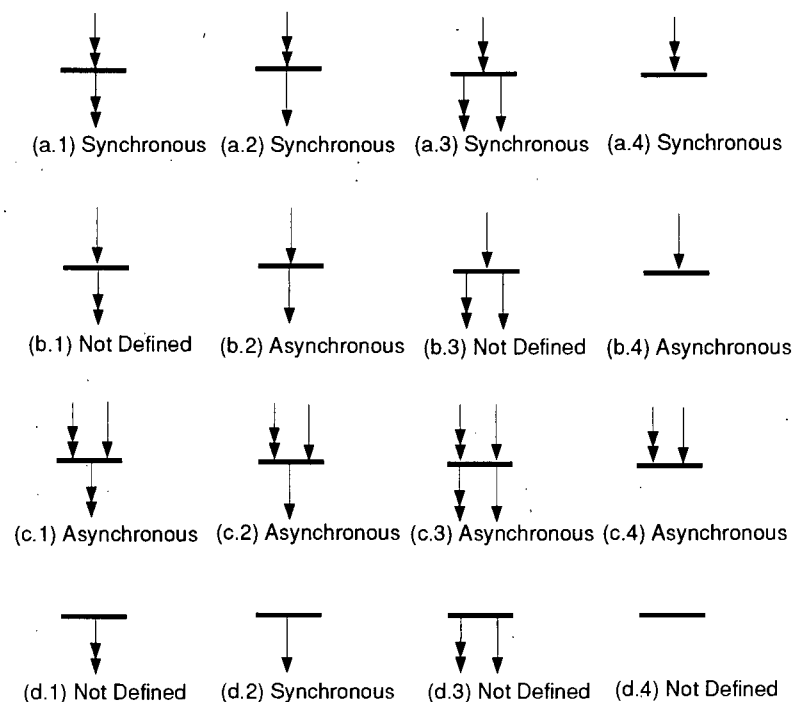 (a.1) Synchronous (a.2) Synchronous (a.3) Synchronous (a.4) Synchronous
(b.1) Not Defined (b.2) Asynchronous (b.3) Not Defined (b.4) Asynchronous
(c.1) Asynchronous (c.2) Asynchronous (c.3) Asynchronous (c.4) Asynchronous
(d.1) Not Defined (d.2) Synchronous (d.3) Not Defined (d.4) Not Defined